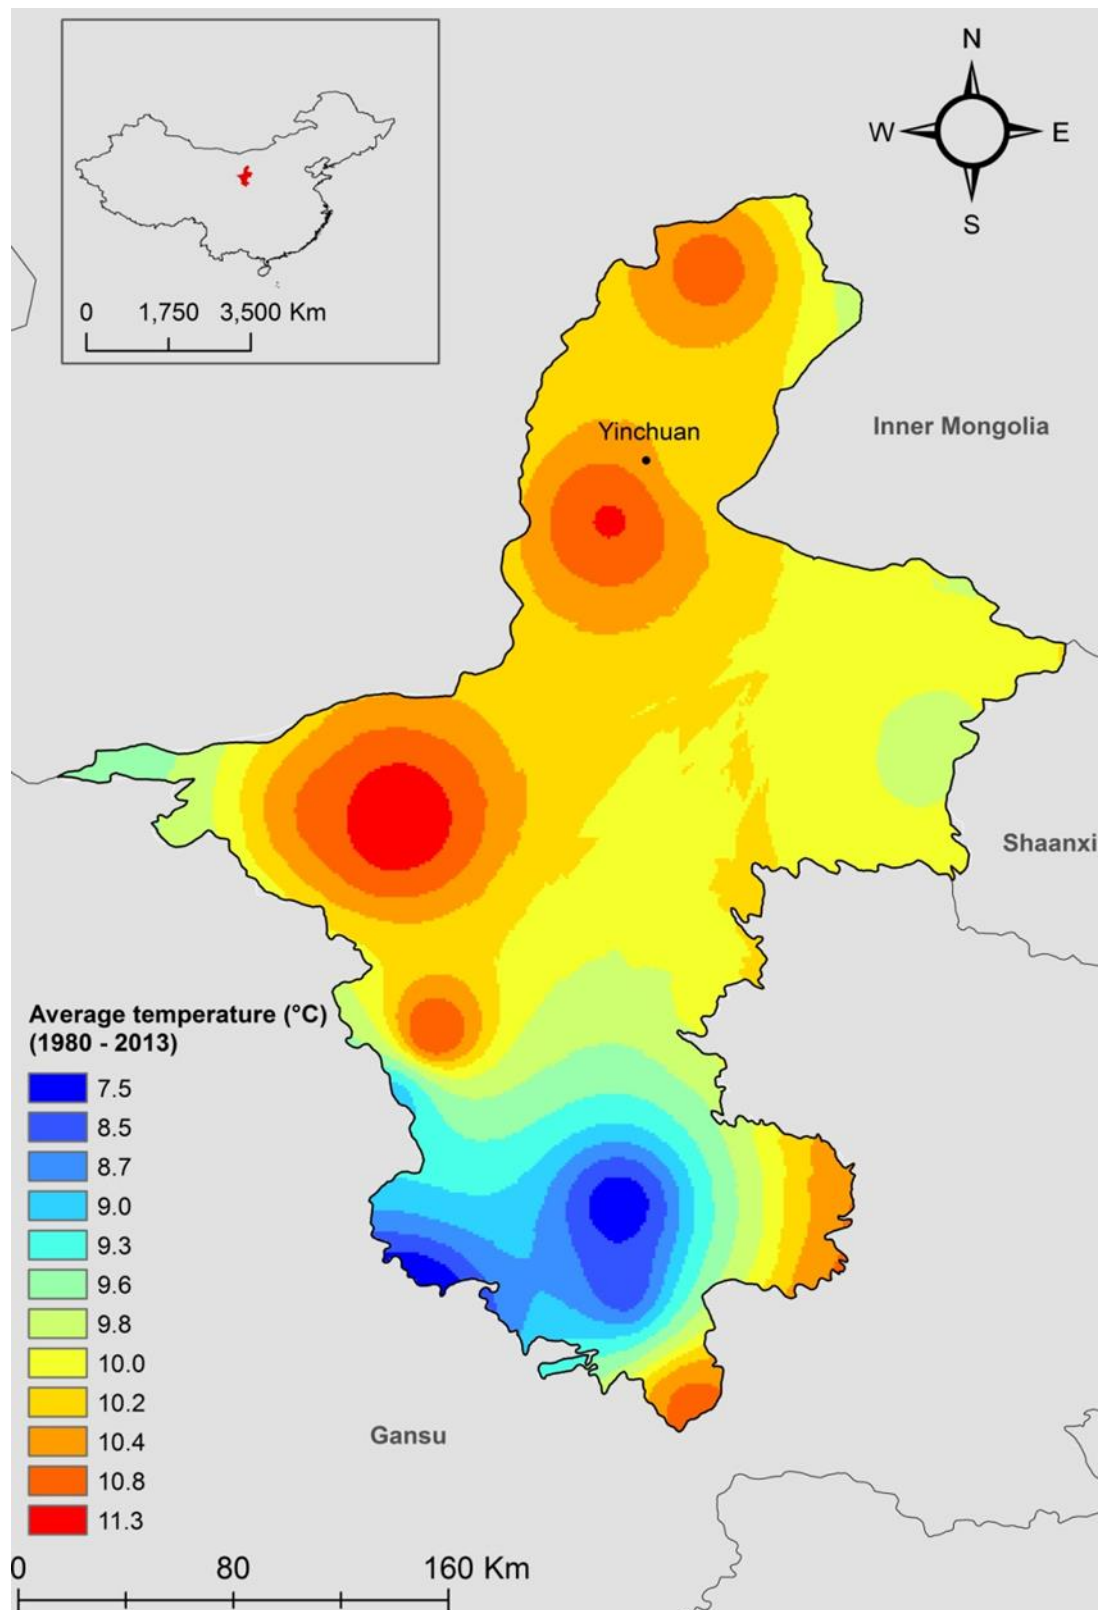 N
W E
S
0 1,750 3,500 Km
Yinchuan
Inner Mongolia
Shaanxi
Average temperature (°C)
(1980 - 2013)
7.5
8.5
8.7
9.0
9.3
9.6
9.8
10.0
10.2
10.4
10.8
11.3
Gansu
0 80 160 Km